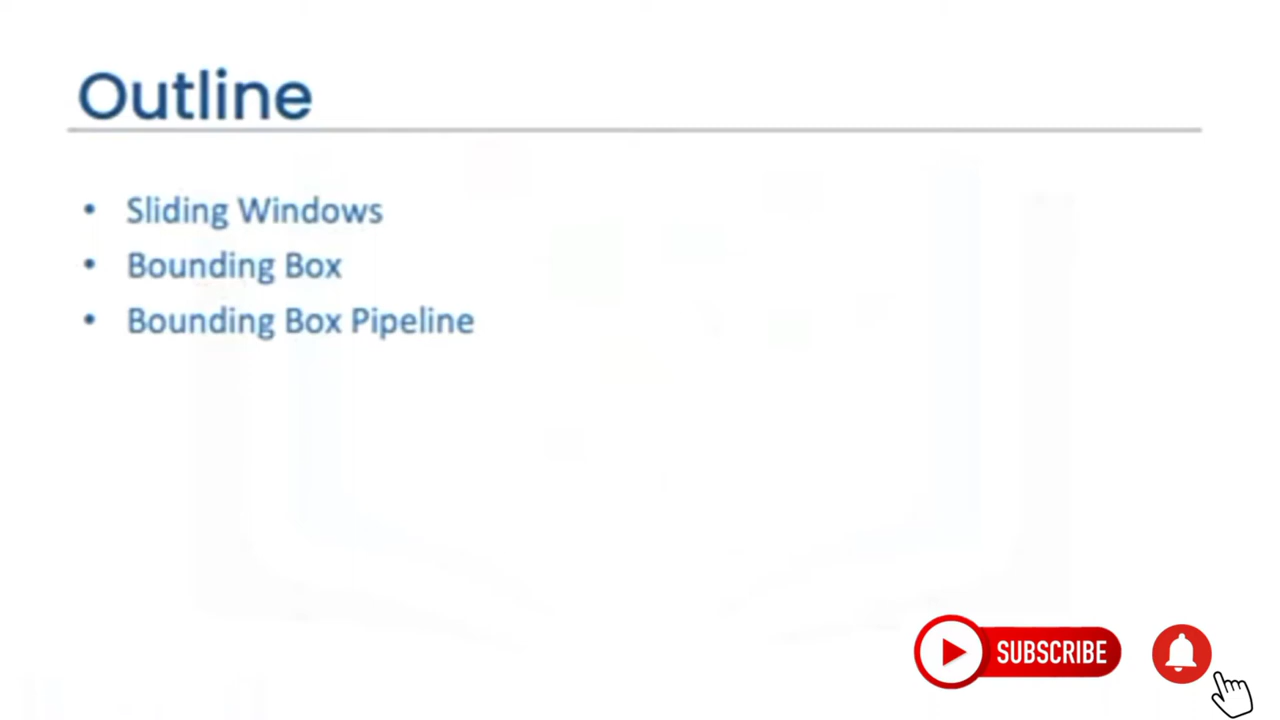 Outline
• Sliding Windows
• Bounding Box
• Bounding Box Pipeline
SUBSCRIBE